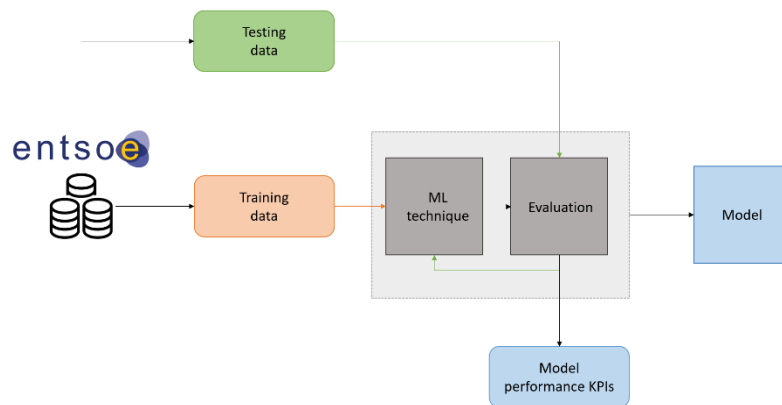 Testing
data
entsoe
Training
data
ML
technique
Evaluation
Model
Model
performance KPIs